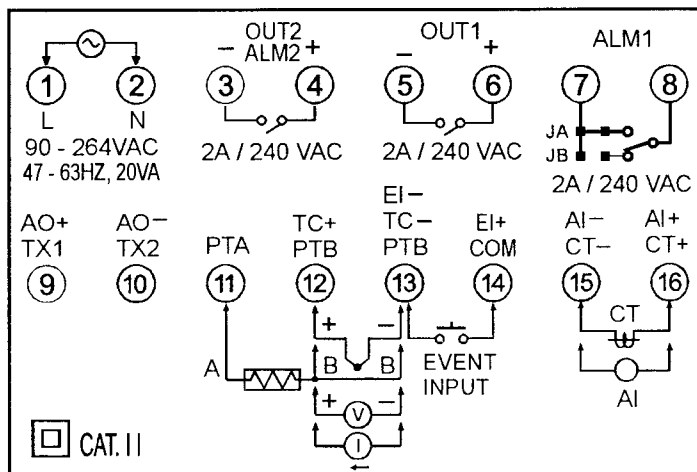 OUT2
OUT1
ALM1
− ALM2 +
− +
1 2 3 4 5 6 7 8
L N
JA
JB
90 - 264VAC
47 - 63HZ, 20VA
2A / 240 VAC
2A / 240 VAC
2A / 240 VAC
EI−
AO+ AO− TC+ TC− EI+ AI− AI+
TX1 TX2 PTA PTB PTB COM CT− CT+
9 10 11 12 13 14 15 16
+ −
CT
A B B
EVENT
INPUT
+ V −
AI
I
CAT. II